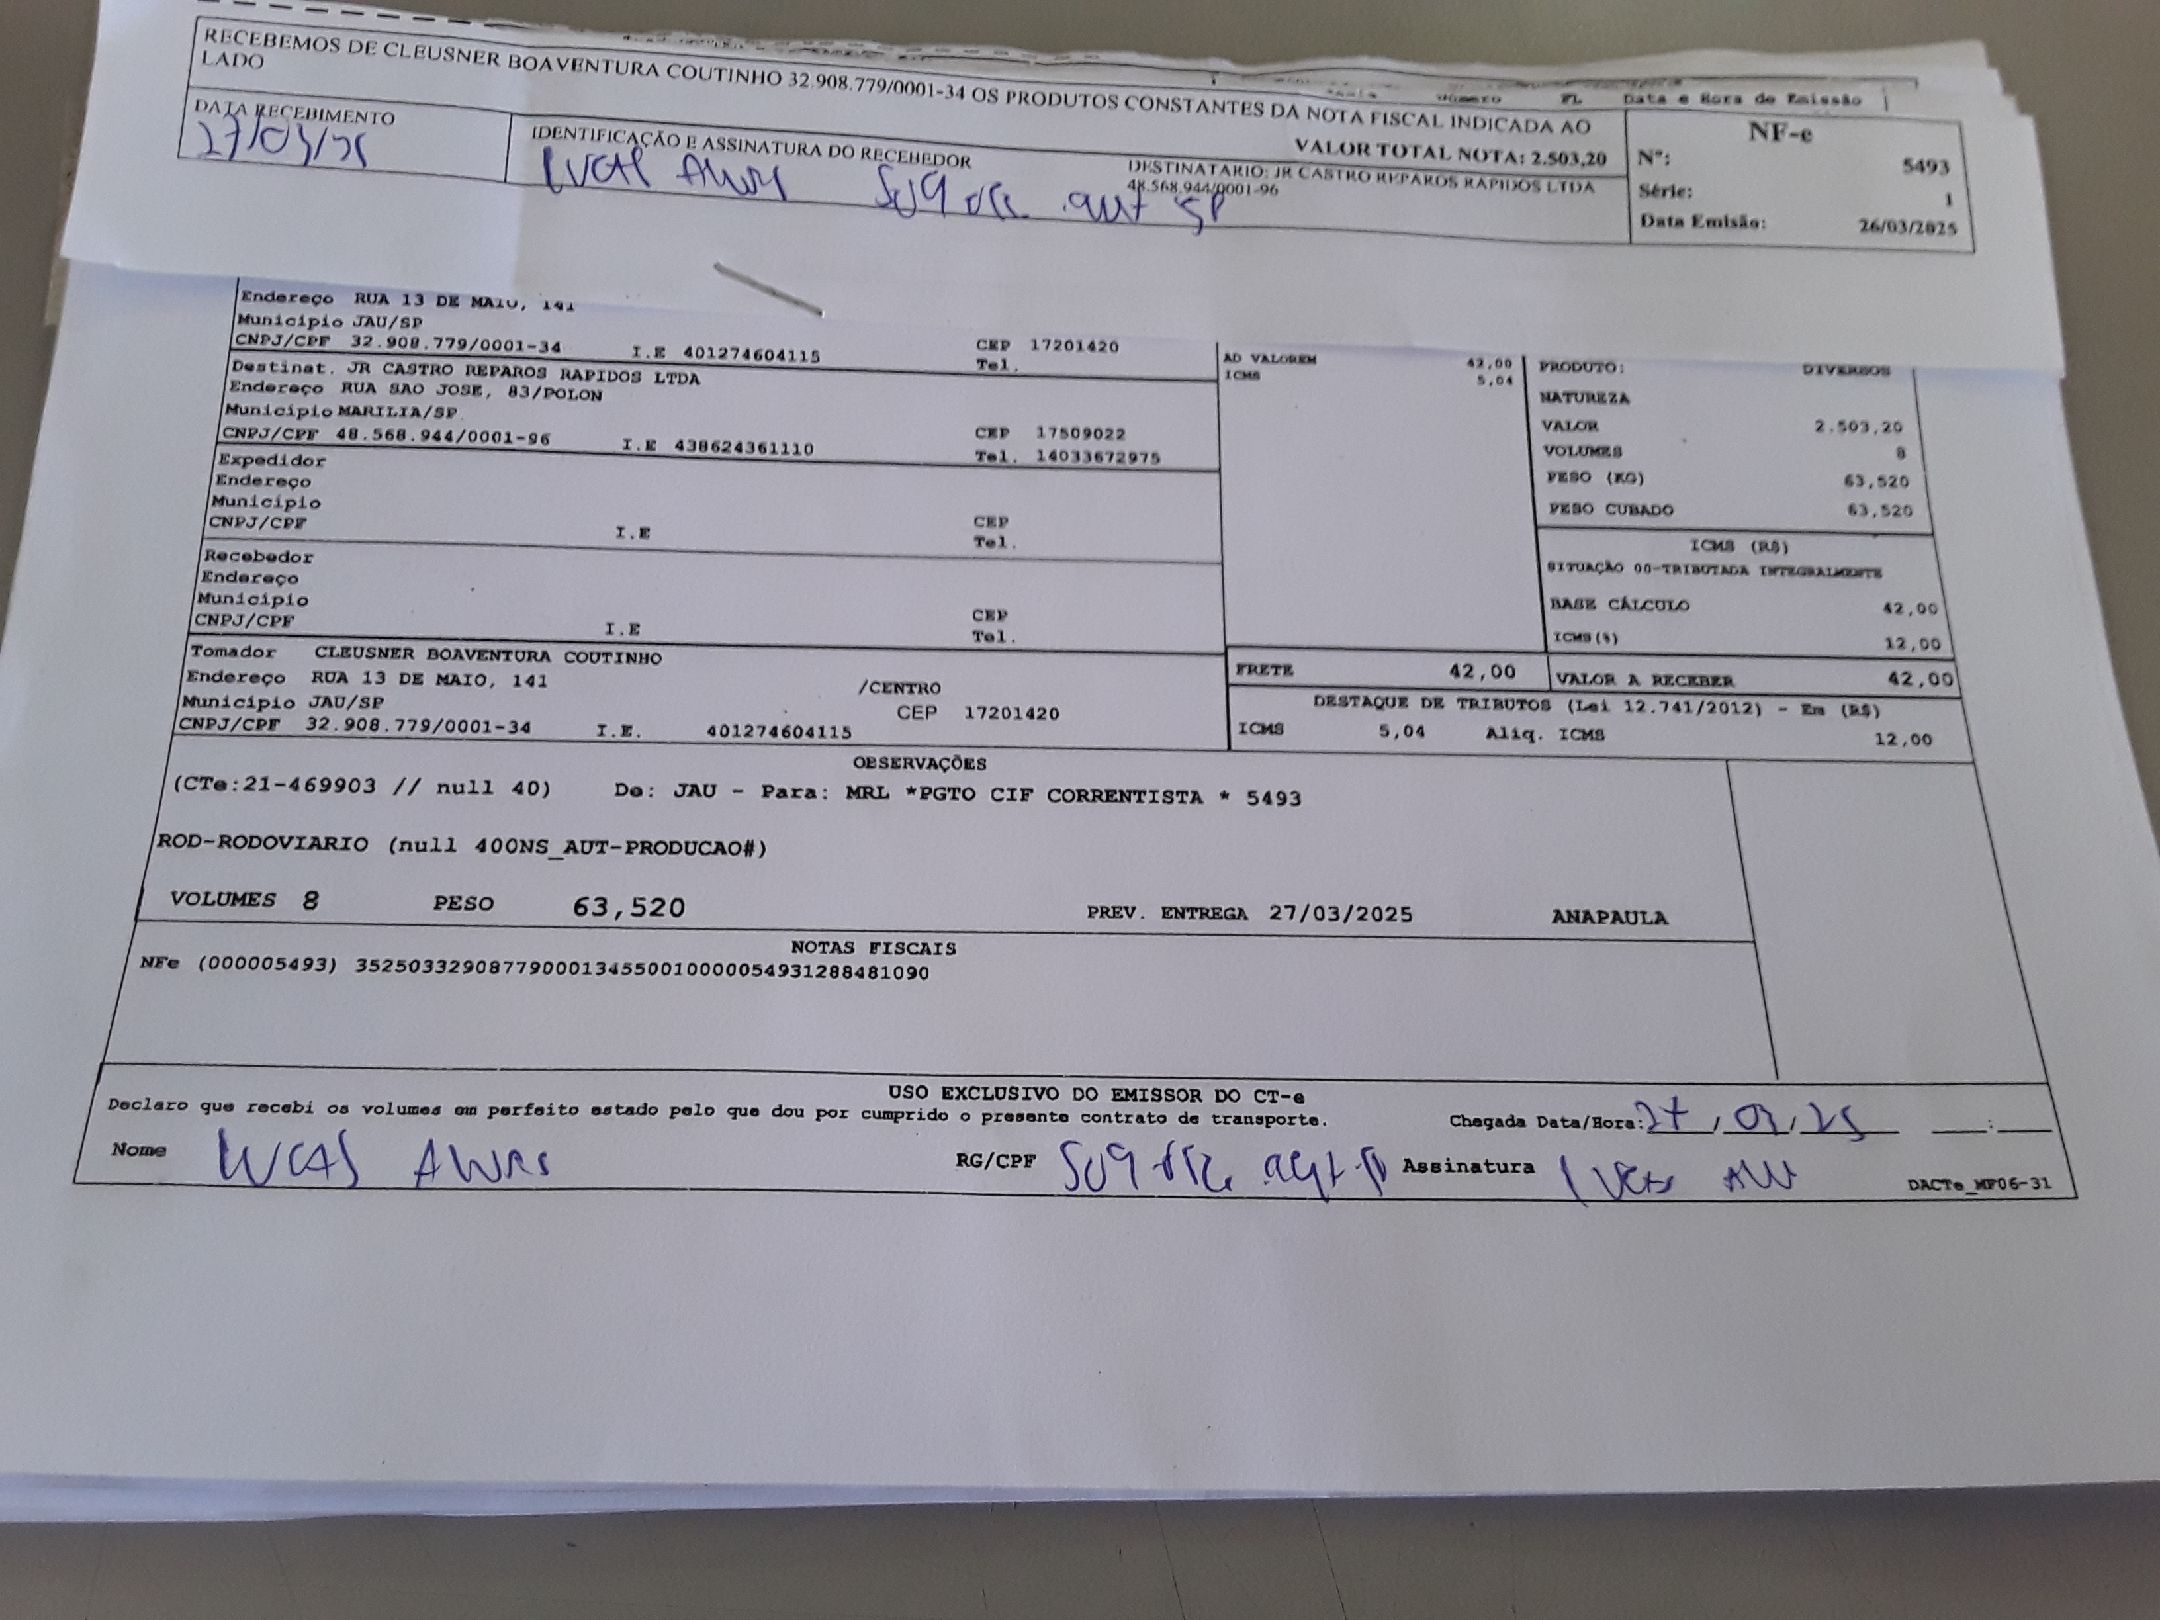 RECEBEMOS DE CLEUSNER BOAVENTURA COUTINHO 32.908.779/0001-34 OS PRODUTOS CONSTANTES DA NOTA FISCAL INDICADA AO
LADO
VALOR TOTAL NOTA: 2.503,20
DATA RECEBIMENTO
27/03/25
IDENTIFICAÇÃO E ASSINATURA DO RECEBEDOR
DESTINATARIO: JR CASTRO REPAROS RAPIDOS LTDA
48.568.944/0001-96
Data e Hora de Emissão
NF-e
Nº: 5493
Série: 1
Data Emissão: 26/03/2025
Endereço RUA 13 DE MAIO, 141
Municipio JAU/SP
CNPJ/CPF 32.908.779/0001-34 I.E 401274604115 CEP 17201420
Tel.
Destinat. JR CASTRO REPAROS RAPIDOS LTDA
Endereço RUA SAO JOSE, 83/POLON
Municipio MARILIA/SP
CNPJ/CPF 48.568.944/0001-96 I.E 438624361110 CEP 17509022
Tel. 14033672975
Expedidor
Endereço
Municipio
CNPJ/CPF I.E CEP
Tel.
Recebedor
Endereço
Municipio
CNPJ/CPF I.E CEP
Tel.
Tomador CLEUSNER BOAVENTURA COUTINHO
Endereço RUA 13 DE MAIO, 141 /CENTRO
Municipio JAU/SP CEP 17201420
CNPJ/CPF 32.908.779/0001-34 I.E. 401274604115
AD VALOREM 42,00
ICMS 5,04
PRODUTO: DIVERSOS
NATUREZA
VALOR 2.503,20
VOLUMES 8
PESO (KG) 63,520
PESO CUBADO 63,520
ICMS (R$)
SITUAÇÃO 00-TRIBUTADA INTEGRALMENTE
BASE CÁLCULO 42,00
ICMS(%) 12,00
FRETE 42,00 VALOR A RECEBER 42,00
DESTAQUE DE TRIBUTOS (Lei 12.741/2012) - Em (R$)
ICMS 5,04 Aliq. ICMS 12,00
OBSERVAÇÕES
(CTe:21-469903 // null 40) De: JAU - Para: MRL *PGTO CIF CORRENTISTA * 5493
ROD-RODOVIARIO (null 400NS_AUT-PRODUCAO#)
VOLUMES 8 PESO 63,520 PREV. ENTREGA 27/03/2025 ANAPAULA
NOTAS FISCAIS
NFe (000005493) 35250332908779000134550010000054931288481090
USO EXCLUSIVO DO EMISSOR DO CT-e
Declaro que recebi os volumes em perfeito estado pelo que dou por cumprido o presente contrato de transporte. Chegada Data/Hora: 27/03/25 ___:___
Nome LUCAS RG/CPF Assinatura
DACTe_MF06-31